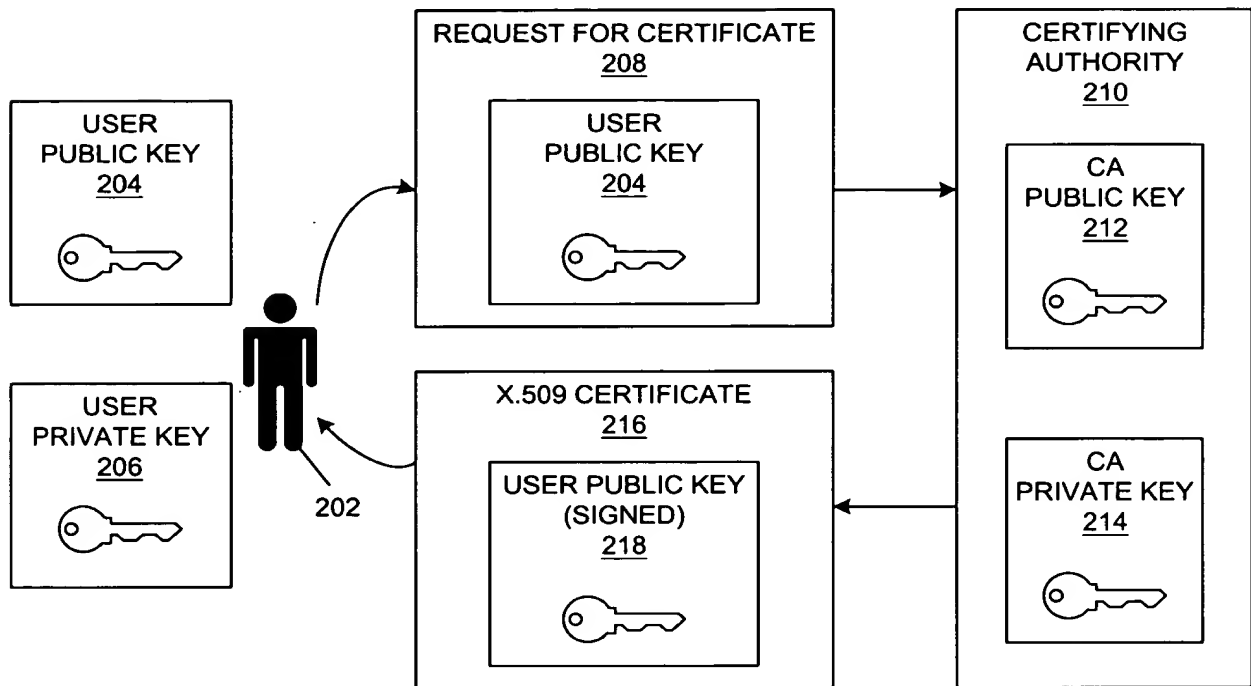 USER
PUBLIC KEY
204
USER
PRIVATE KEY
206
202
REQUEST FOR CERTIFICATE
208
USER
PUBLIC KEY
204
X.509 CERTIFICATE
216
USER PUBLIC KEY
(SIGNED)
218
CERTIFYING
AUTHORITY
210
CA
PUBLIC KEY
212
CA
PRIVATE KEY
214